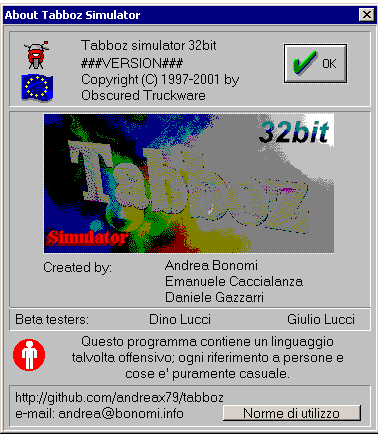 About Tabboz Simulator
Tabboz simulator 32bit
###VERSION###
Copyright (C) 1997-2001 by
Obscured Truckware
OK
32bit
Tabboz
Simulator
Created by:
Andrea Bonomi
Emanuele Caccialanza
Daniele Gazzarri
Beta testers: Dino Lucci Giulio Lucci
Questo programma contiene un linguaggio
talvolta offensivo; ogni riferimento a persone e
cose e' puramente casuale.
http://github.com/andreax79/tabboz
e-mail: andrea@bonomi.info
Norme di utilizzo